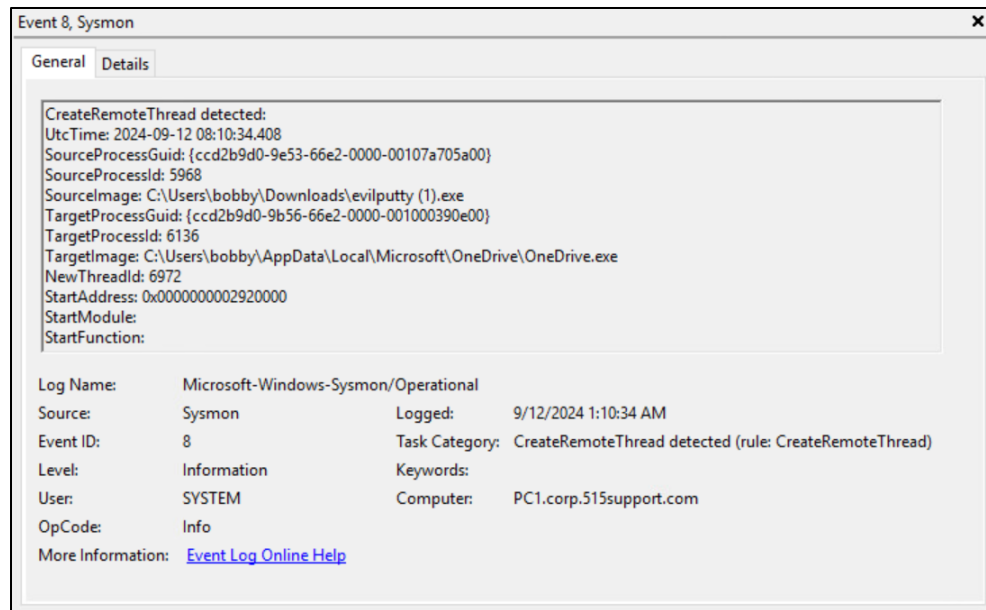 Event 8, Sysmon
General Details
CreateRemoteThread detected:
UtcTime: 2024-09-12 08:10:34.408
SourceProcessGuid: {ccd2b9d0-9e53-66e2-0000-00107a705a00}
SourceProcessId: 5968
SourceImage: C:\Users\bobby\Downloads\evilputty (1).exe
TargetProcessGuid: {ccd2b9d0-9b56-66e2-0000-001000390e00}
TargetProcessId: 6136
TargetImage: C:\Users\bobby\AppData\Local\Microsoft\OneDrive\OneDrive.exe
NewThreadId: 6972
StartAddress: 0x0000000002920000
StartModule:
StartFunction:
Log Name: Microsoft-Windows-Sysmon/Operational
Source: Sysmon Logged: 9/12/2024 1:10:34 AM
Event ID: 8 Task Category: CreateRemoteThread detected (rule: CreateRemoteThread)
Level: Information Keywords:
User: SYSTEM Computer: PC1.corp.515support.com
OpCode: Info
More Information: Event Log Online Help